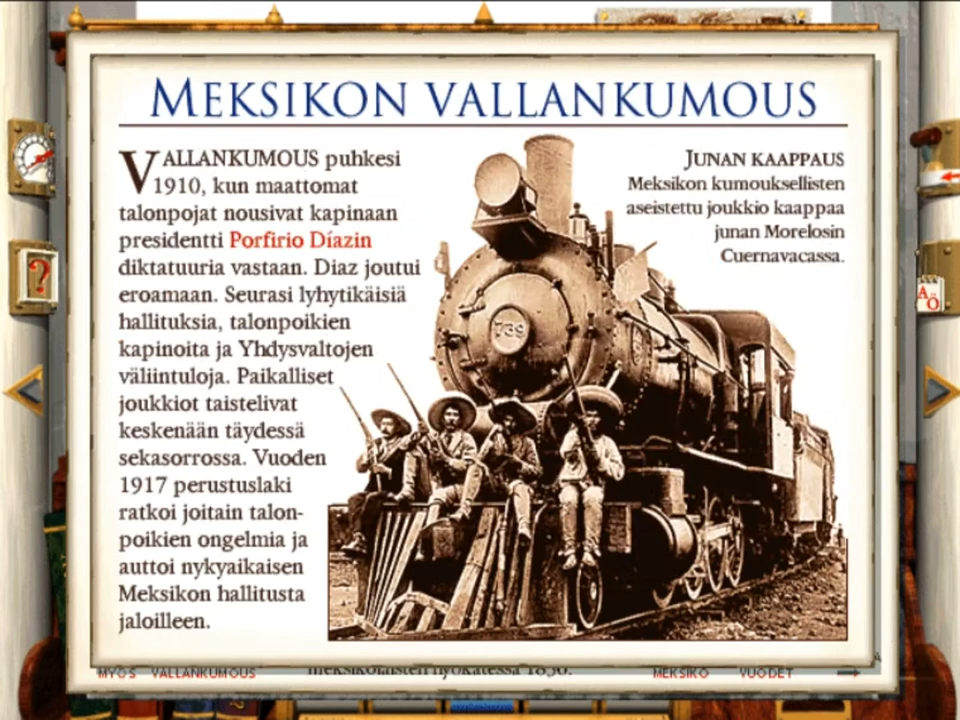 MEKSIKON VALLANKUMOUS
VALLANKUMOUS puhkesi
1910, kun maattomat
talonpojat nousivat kapinaan
presidentti Porfirio Díazin
diktatuuria vastaan. Diaz joutui
eroamaan. Seurasi lyhytikäisiä
hallituksia, talonpoikien
kapinoita ja Yhdysvaltojen
väliintuloja. Paikalliset
joukkiot taistelivat
keskenään täydessä
sekasorrossa. Vuoden
1917 perustuslaki
ratkoi joitain talon-
poikien ongelmia ja
auttoi nykyaikaisen
Meksikon hallitusta
jaloilleen.
JUNAN KAAPPAUS
Meksikon kumouksellisten
aseistettu joukkio kaappaa
junan Morelosin
Cuernavacassa.
739
?
A..Ö
MYÖS VALLANKUMOUS
MEKSIKO VUODET